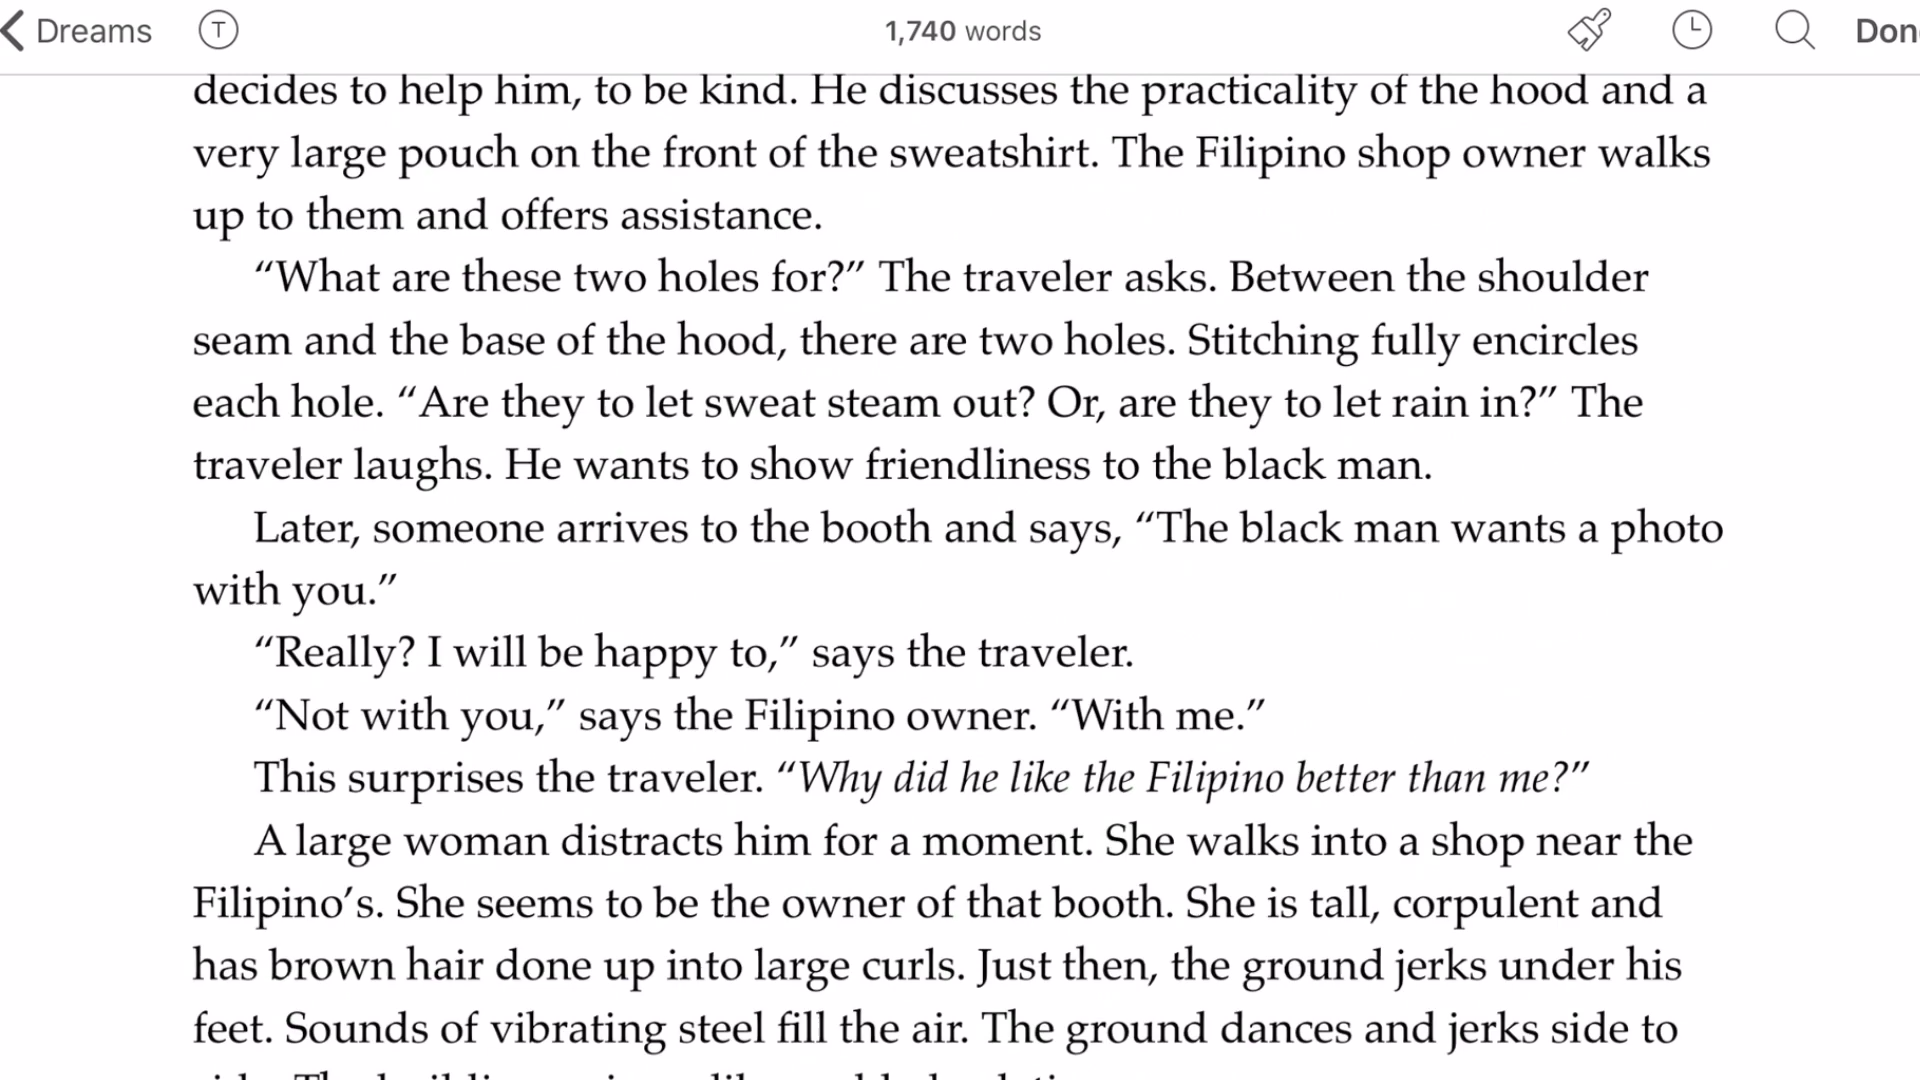 Dreams
T
1,740 words
Don
decides to help him, to be kind. He discusses the practicality of the hood and a
very large pouch on the front of the sweatshirt. The Filipino shop owner walks
up to them and offers assistance.
“What are these two holes for?” The traveler asks. Between the shoulder
seam and the base of the hood, there are two holes. Stitching fully encircles
each hole. “Are they to let sweat steam out? Or, are they to let rain in?” The
traveler laughs. He wants to show friendliness to the black man.
Later, someone arrives to the booth and says, “The black man wants a photo
with you.”
“Really? I will be happy to,” says the traveler.
“Not with you,” says the Filipino owner. “With me.”
This surprises the traveler. “Why did he like the Filipino better than me?”
A large woman distracts him for a moment. She walks into a shop near the
Filipino’s. She seems to be the owner of that booth. She is tall, corpulent and
has brown hair done up into large curls. Just then, the ground jerks under his
feet. Sounds of vibrating steel fill the air. The ground dances and jerks side to